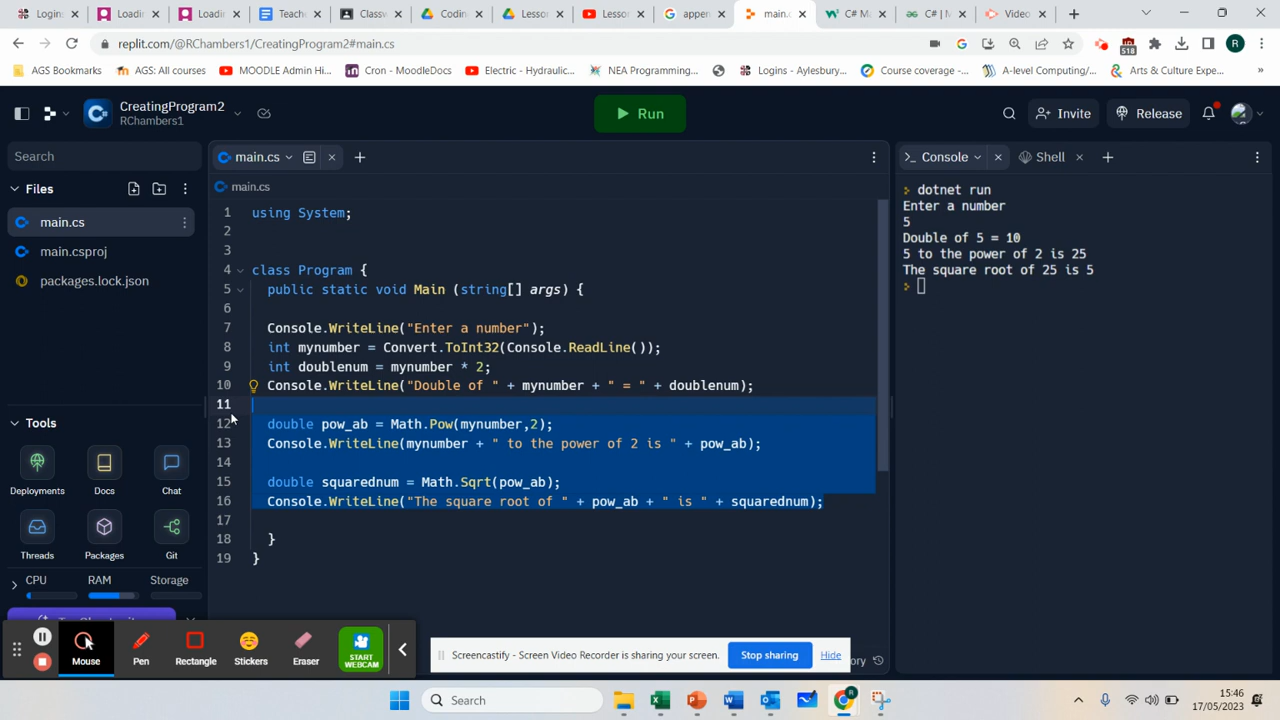 Login:
Loadin
Loadin
Teache
Classw
Coding
Lesson
Lesson
appen
main.c
C# Ma
C# | M
Video
replit.com/@RChambers1/CreatingProgram2#main.cs
518
R
AGS Bookmarks
AGS: All courses
MOODLE Admin Hi...
Cron - MoodleDocs
Electric - Hydraulic...
NEA Programming...
Logins - Aylesbury...
Course coverage -...
A-level Computing/...
Arts & Culture Expe...
CreatingProgram2
RChambers1
Run
Invite
Release
Search
main.cs
Console
Shell
Files
main.cs
main.cs
main.csproj
packages.lock.json
1 using System;
2
3
4 class Program {
5 public static void Main (string[] args) {
6
7 Console.WriteLine("Enter a number");
8 int mynumber = Convert.ToInt32(Console.ReadLine());
9 int doublenum = mynumber * 2;
10 Console.WriteLine("Double of " + mynumber + " = " + doublenum);
11
12 double pow_ab = Math.Pow(mynumber,2);
13 Console.WriteLine(mynumber + " to the power of 2 is " + pow_ab);
14
15 double squarednum = Math.Sqrt(pow_ab);
16 Console.WriteLine("The square root of " + pow_ab + " is " + squarednum);
17
18 }
19 }
dotnet run
Enter a number
5
Double of 5 = 10
5 to the power of 2 is 25
The square root of 25 is 5
Tools
Deployments
Docs
Chat
Threads
Packages
Git
CPU
RAM
Storage
Mouse
Pen
Rectangle
Stickers
Eraser
START
WEBCAM
Screencastify - Screen Video Recorder is sharing your screen.
Stop sharing
Hide
ory
Search
15:46
17/05/2023